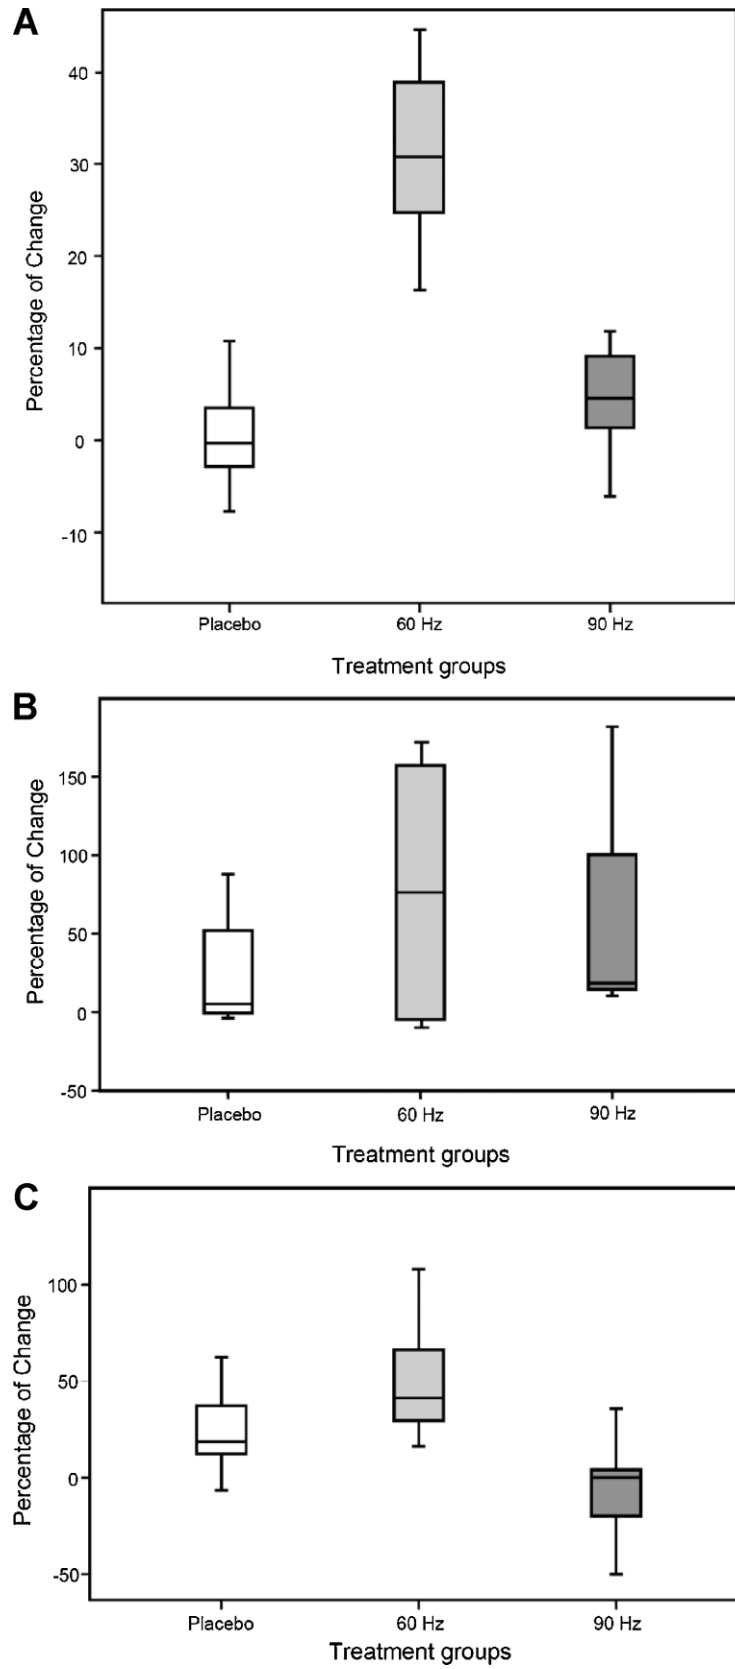 A
Percentage of Change
40
30
20
10
0
-10
Placebo 60 Hz 90 Hz
Treatment groups
B
Percentage of Change
150
100
50
0
-50
Placebo 60 Hz 90 Hz
Treatment groups
C
Percentage of Change
100
50
0
-50
Placebo 60 Hz 90 Hz
Treatment groups